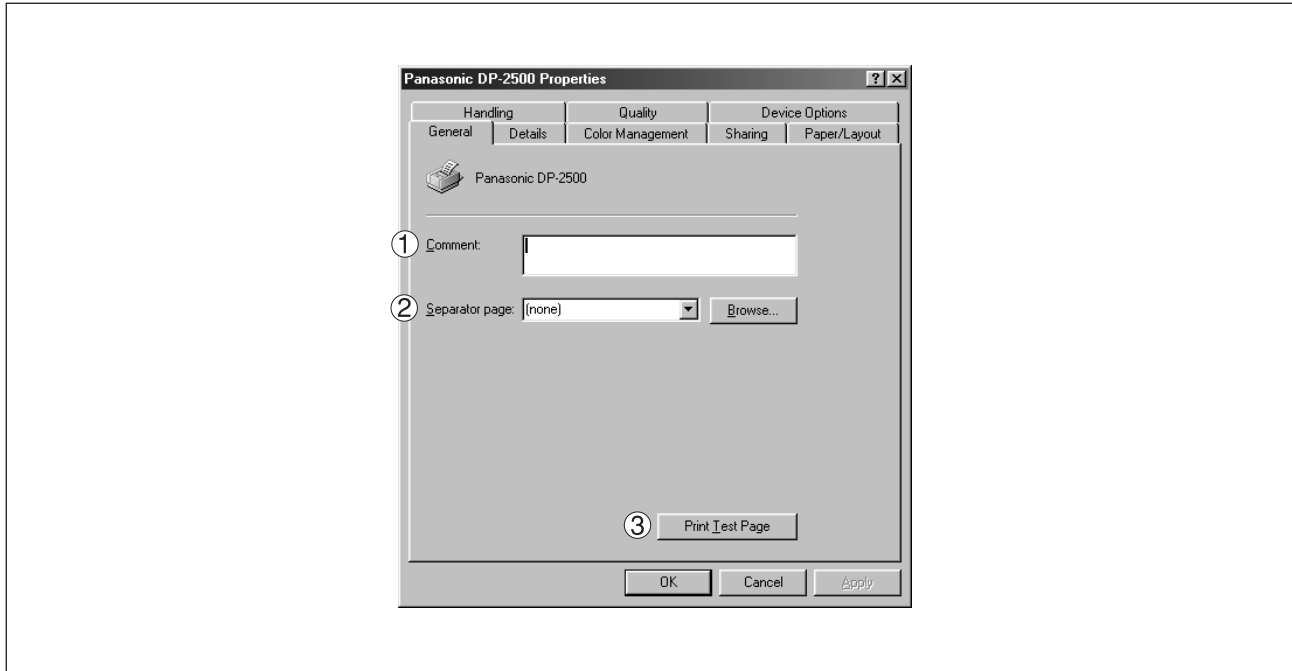 Panasonic DP-2500 Properties
Handling Quality Device Options
General Details Color Management Sharing Paper/Layout
Panasonic DP-2500
① Comment:
② Separator page: (none) Browse...
③ Print Test Page
OK Cancel Apply